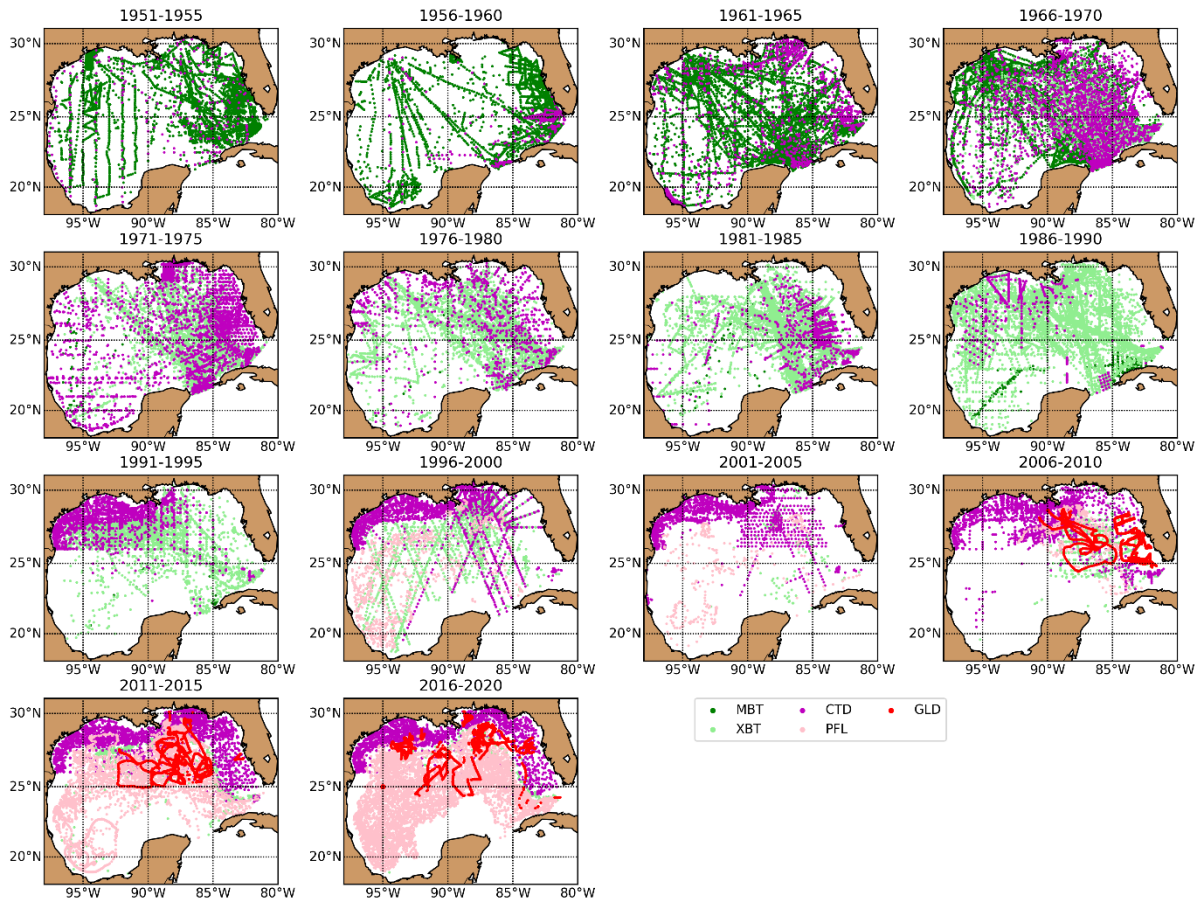 1951-1955 1956-1960 1961-1965 1966-1970
30°N 30°N 30°N 30°N
25°N 25°N 25°N 25°N
20°N 20°N 20°N 20°N
95°W 90°W 85°W 80°W 95°W 90°W 85°W 80°W 95°W 90°W 85°W 80°W 95°W 90°W 85°W 80°W
1971-1975 1976-1980 1981-1985 1986-1990
30°N 30°N 30°N 30°N
25°N 25°N 25°N 25°N
20°N 20°N 20°N 20°N
95°W 90°W 85°W 80°W 95°W 90°W 85°W 80°W 95°W 90°W 85°W 80°W 95°W 90°W 85°W 80°W
1991-1995 1996-2000 2001-2005 2006-2010
30°N 30°N 30°N 30°N
25°N 25°N 25°N 25°N
20°N 20°N 20°N 20°N
95°W 90°W 85°W 80°W 95°W 90°W 85°W 80°W 95°W 90°W 85°W 80°W 95°W 90°W 85°W 80°W
2011-2015 2016-2020
30°N 30°N
MBT CTD GLD
XBT PFL
25°N 25°N
20°N 20°N
95°W 90°W 85°W 80°W 95°W 90°W 85°W 80°W